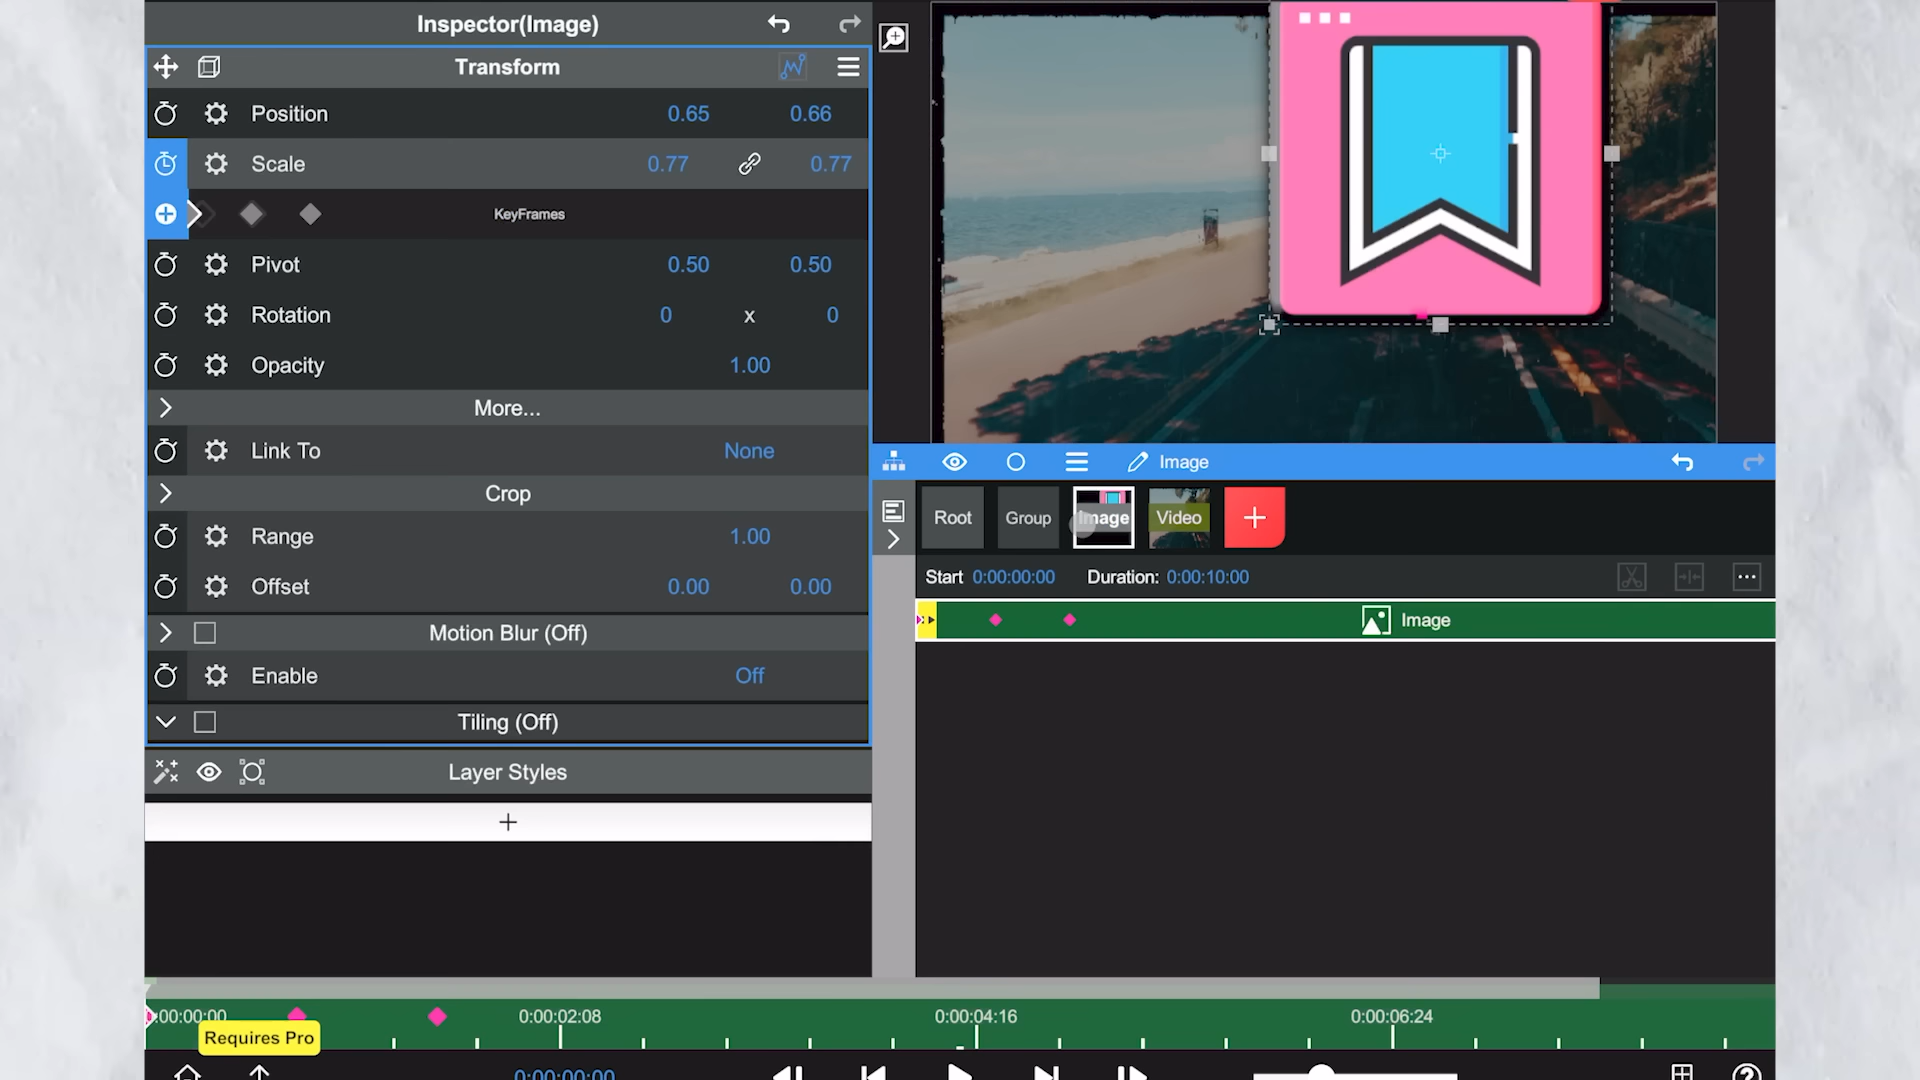 Inspector(Image)
Transform
Position 0.65 0.66
Scale 0.77 0.77
KeyFrames
Pivot 0.50 0.50
Rotation 0 x 0
Opacity 1.00
More...
Link To None
Crop
Range 1.00
Offset 0.00 0.00
Motion Blur (Off)
Enable Off
Tiling (Off)
Layer Styles
+
Image
Root Group Image Video +
Start 0:00:00:00 Duration: 0:00:10:00
Image
:00:00:00 0:00:02:08 0:00:04:16 0:00:06:24
Requires Pro
0:00:00:00